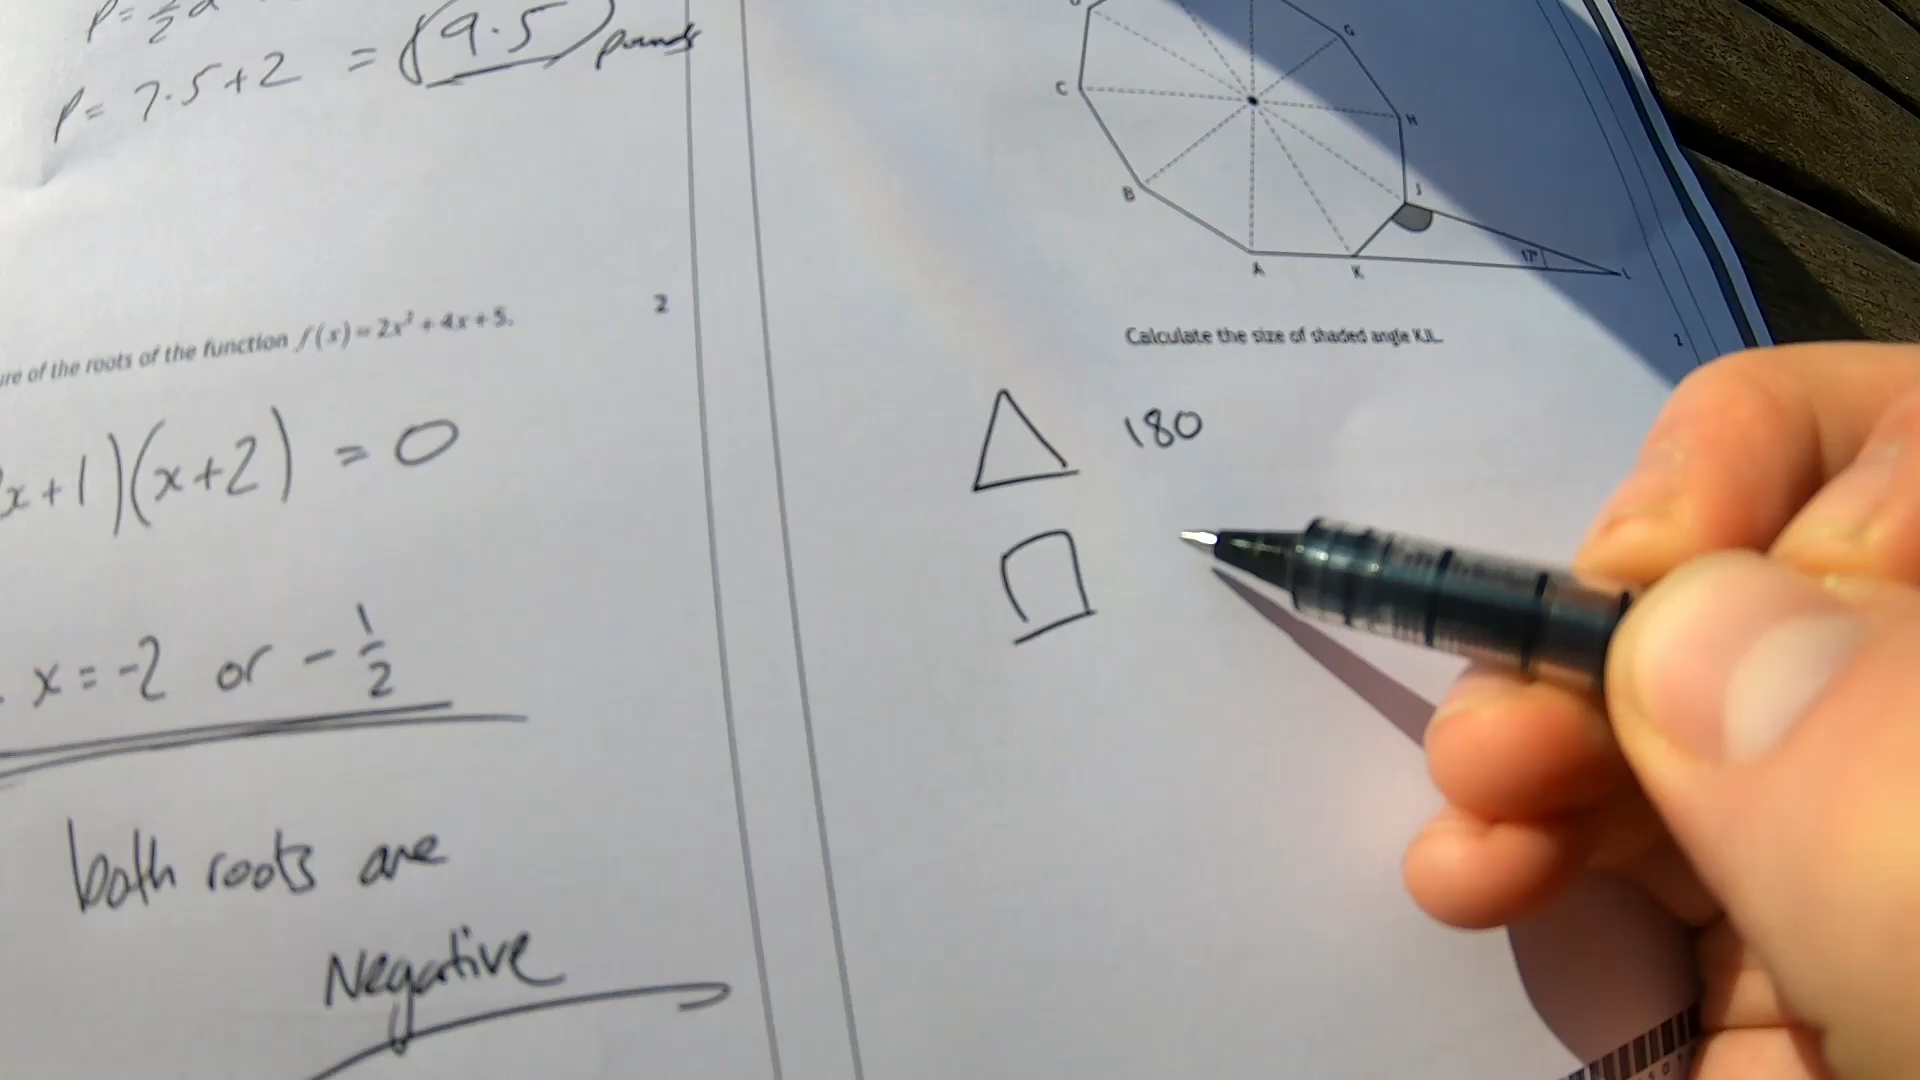 P = 7.5 + 2 = 9.5 pounds
2
ure of the roots of the function f(x) = 2x² + 4x + 5.
x + 1)(x + 2) = 0
x = -2 or - 1/2
both roots are
Negative
G
C
H
B
J
A
K
17°
L
Calculate the size of shaded angle KJL.
180